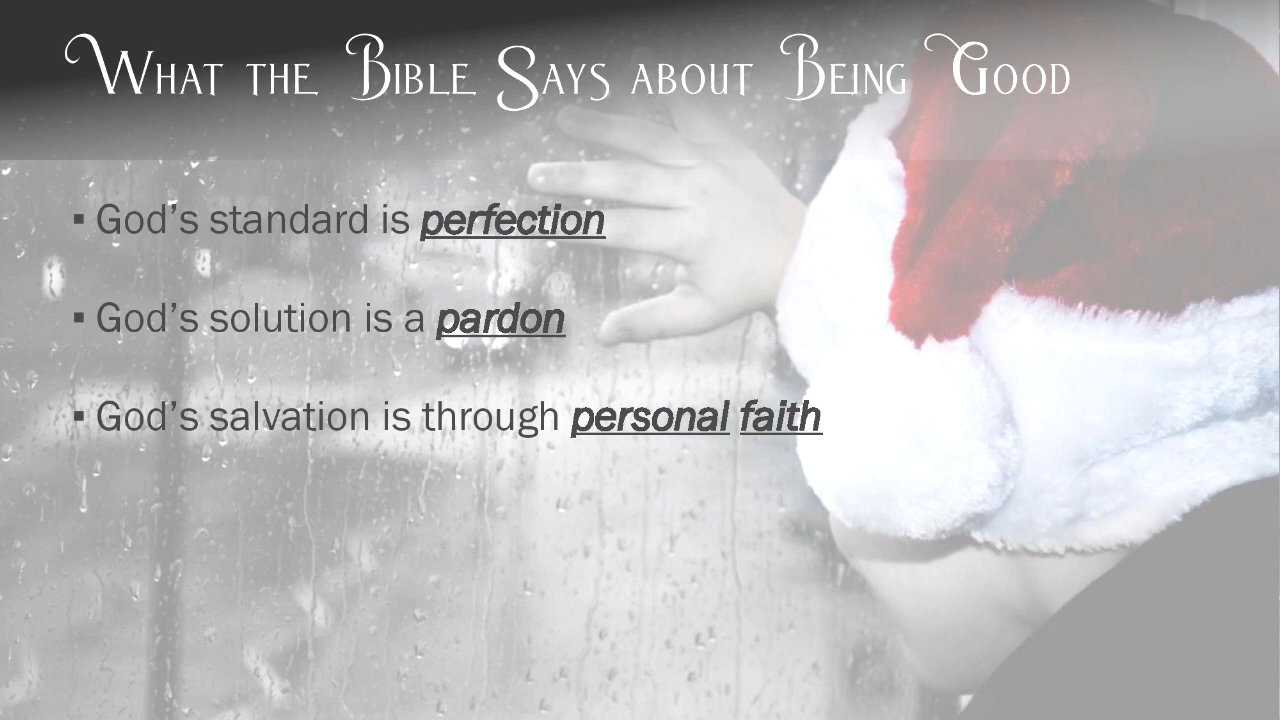 What the Bible Says about Being Good
▪ God’s standard is perfection
▪ God’s solution is a pardon
▪ God’s salvation is through personal faith